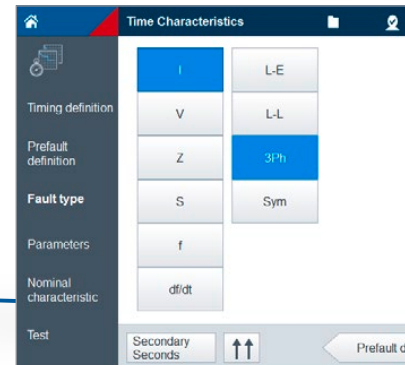 Time Characteristics
Timing definition
Prefault
definition
Fault type
Parameters
Nominal
characteristic
Test
I
V
Z
S
f
df/dt
L-E
L-L
3Ph
Sym
Secondary
Seconds
Prefault d